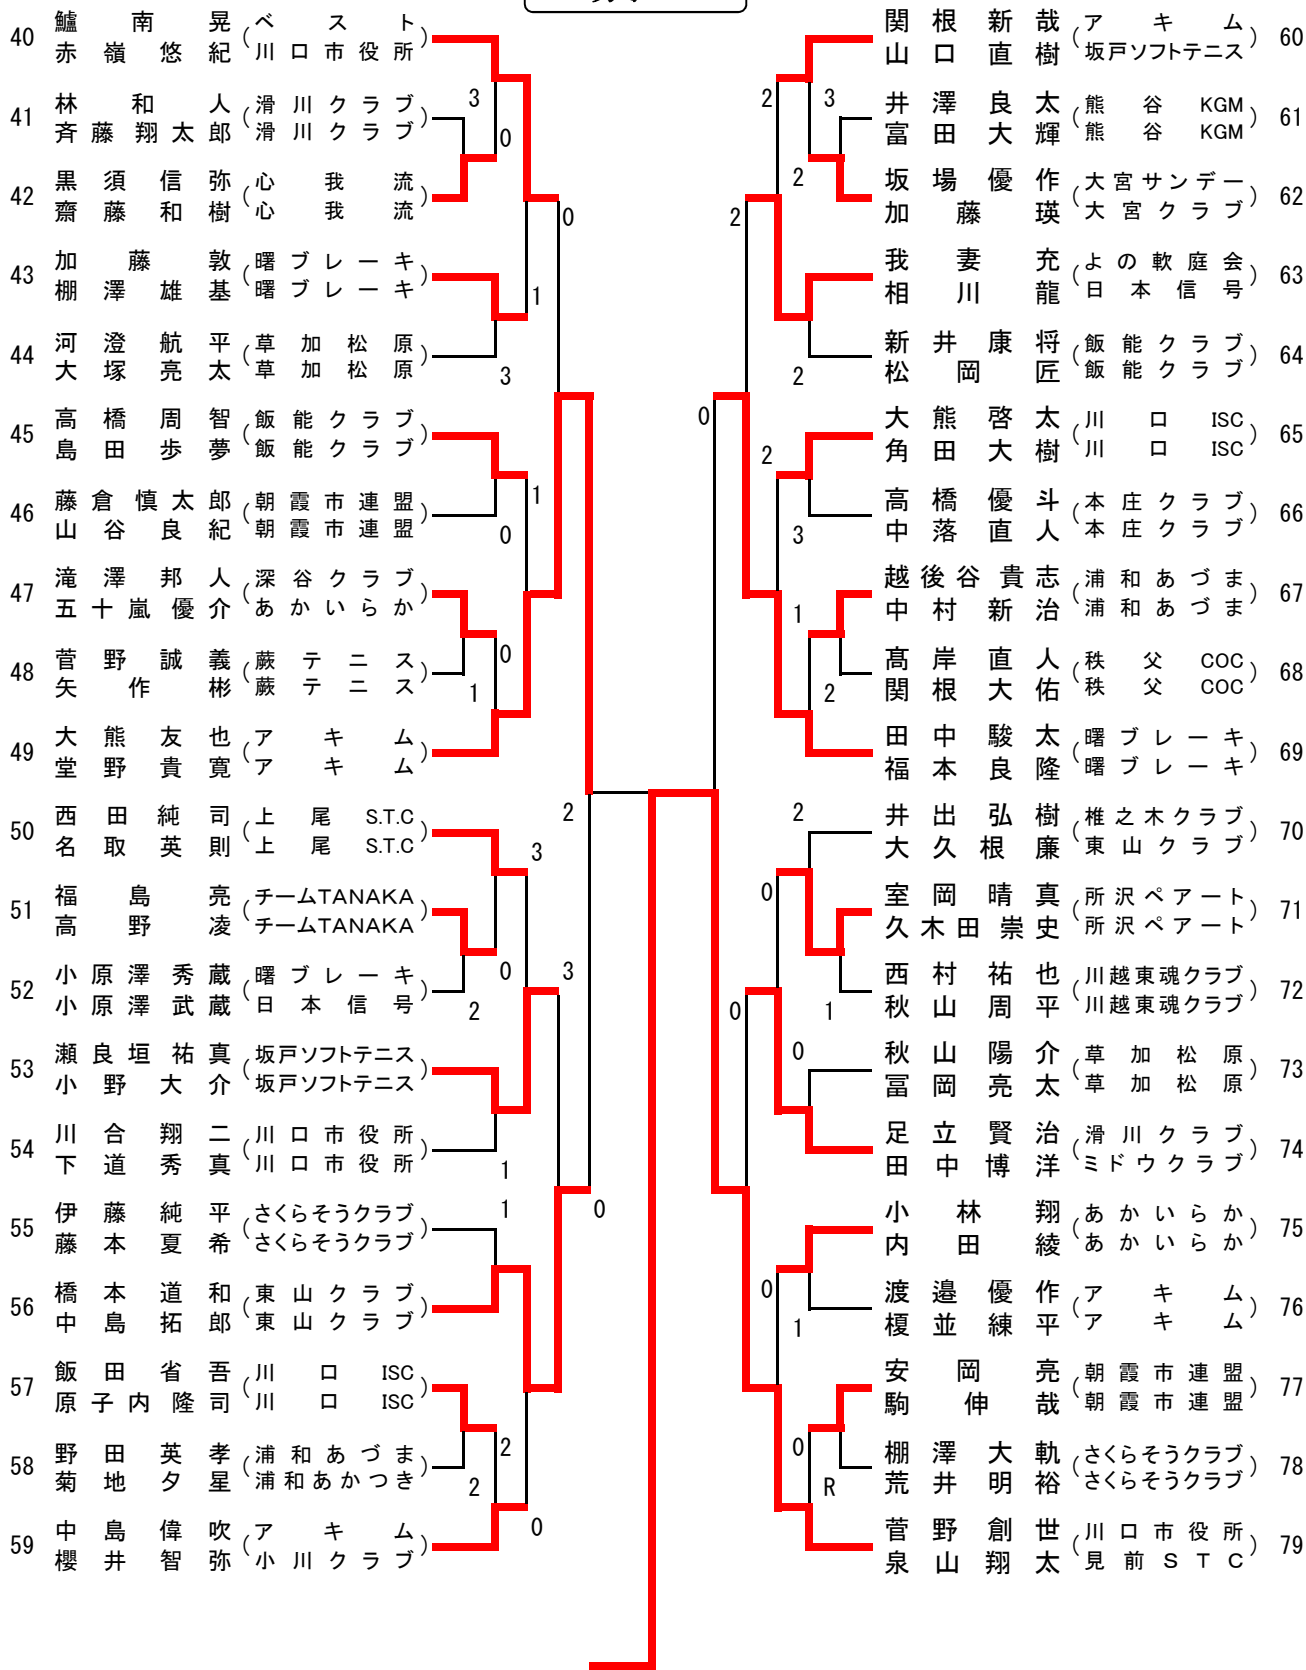 40 鱸南晃 (ベスト)
赤嶺悠紀 (川口市役所)
41 林和人 (滑川クラブ)
斉藤翔太郎 (滑川クラブ)
42 黒須信弥 (心我流)
齋藤和樹 (心我流)
43 加藤敦 (曙ブレーキ)
棚澤雄基 (曙ブレーキ)
44 河澄航平 (草加松原)
大塚亮太 (草加松原)
45 高橋周智 (飯能クラブ)
島田歩夢 (飯能クラブ)
46 藤倉慎太郎 (朝霞市連盟)
山谷良紀 (朝霞市連盟)
47 滝澤邦人 (深谷クラブ)
五十嵐優介 (あかいらか)
48 菅野誠義 (蕨テニス)
矢作彬 (蕨テニス)
49 大熊友也 (アキム)
堂野貴寛 (アキム)
50 西田純司 (上尾S.T.C)
名取英則 (上尾S.T.C)
51 福島亮 (チームTANAKA)
高野凌 (チームTANAKA)
52 小原澤秀蔵 (曙ブレーキ)
小原澤武蔵 (日本信号)
53 瀬良垣祐真 (坂戸ソフトテニス)
小野大介 (坂戸ソフトテニス)
54 川合翔二 (川口市役所)
下道秀真 (川口市役所)
55 伊藤純平 (さくらそうクラブ)
藤本夏希 (さくらそうクラブ)
56 橋本道和 (東山クラブ)
中島拓郎 (東山クラブ)
57 飯田省吾 (川口ISC)
原子内隆司 (川口ISC)
58 野田英孝 (浦和あづま)
菊地夕星 (浦和あかつき)
59 中島偉吹 (アキム)
櫻井智弥 (小川クラブ)
3
0
0
1
3
1
0
0
1
2
3
0
3
2
1
1
0
2
2
0
関根新哉 (アキム) 60
山口直樹 (坂戸ソフトテニス)
井澤良太 (熊谷KGM) 61
富田大輝 (熊谷KGM)
坂場優作 (大宮サンデー) 62
加藤瑛 (大宮クラブ)
我妻充 (よの軟庭会) 63
相川龍 (日本信号)
新井康将 (飯能クラブ) 64
松岡匠 (飯能クラブ)
大熊啓太 (川口ISC) 65
角田大樹 (川口ISC)
高橋優斗 (本庄クラブ) 66
中落直人 (本庄クラブ)
越後谷貴志 (浦和あづま) 67
中村新治 (浦和あづま)
髙岸直人 (秩父COC) 68
関根大佑 (秩父COC)
田中駿太 (曙ブレーキ) 69
福本良隆 (曙ブレーキ)
井出弘樹 (椎之木クラブ) 70
大久根廉 (東山クラブ)
室岡晴真 (所沢ペアート) 71
久木田崇史 (所沢ペアート)
西村祐也 (川越東魂クラブ) 72
秋山周平 (川越東魂クラブ)
秋山陽介 (草加松原) 73
冨岡亮太 (草加松原)
足立賢治 (滑川クラブ) 74
田中博洋 (ミドウクラブ)
小林翔 (あかいらか) 75
内田綾 (あかいらか)
渡邉優作 (アキム) 76
榎並練平 (アキム)
安岡亮 (朝霞市連盟) 77
駒伸哉 (朝霞市連盟)
棚澤大軌 (さくらそうクラブ) 78
荒井明裕 (さくらそうクラブ)
菅野創世 (川口市役所) 79
泉山翔太 (見前STC)
2
3
2
2
2
0
2
3
1
2
2
0
1
0
0
0
1
0
R